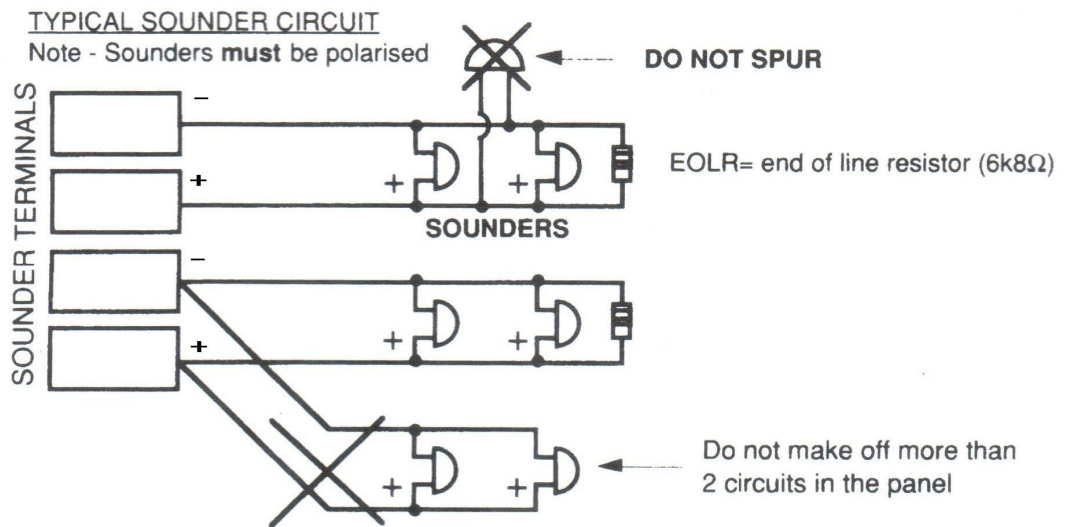 TYPICAL SOUNDER CIRCUIT
Note - Sounders must be polarised
DO NOT SPUR
SOUNDER TERMINALS
−
+
+
+
EOLR= end of line resistor (6k8Ω)
SOUNDERS
−
+
+
+
+
+
Do not make off more than
2 circuits in the panel